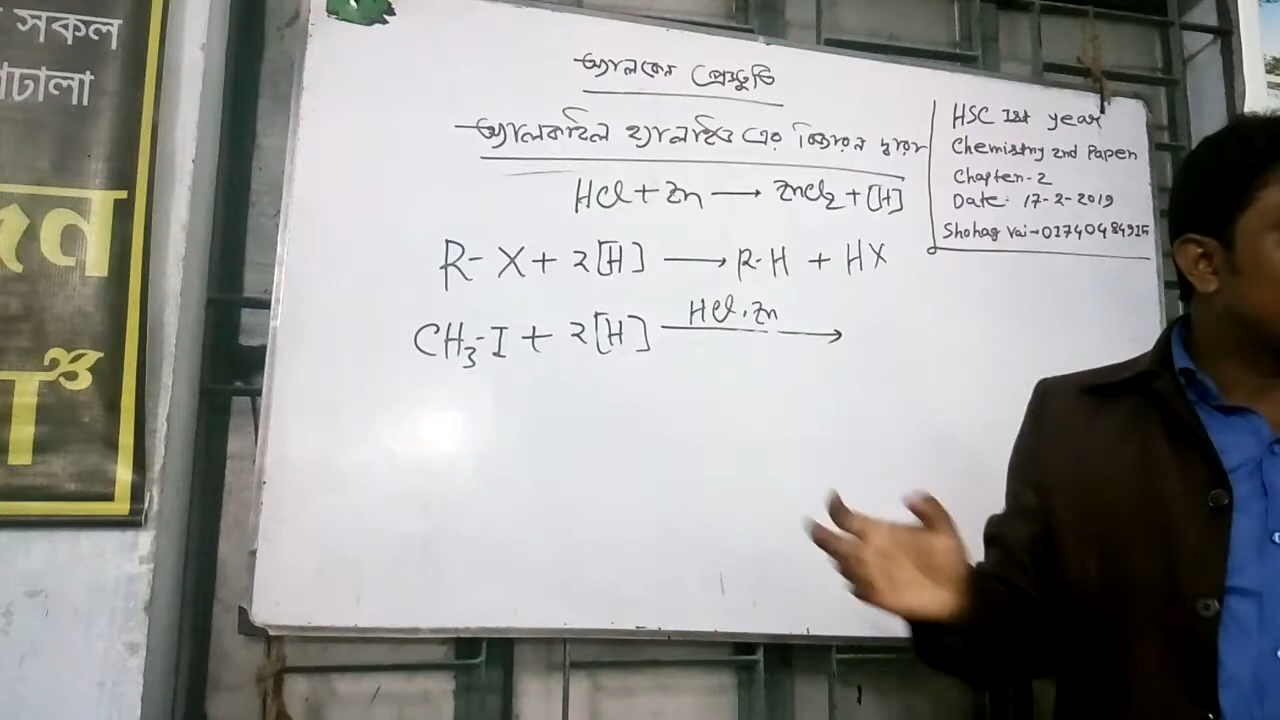 সকল
ঢালা
অ্যালকেন প্রস্তুতি
অ্যালকাইল হ্যালাইড এর বিজারন দ্বারা
HCl + Zn ⟶ ZnCl2 + [H]
R-X + 2[H] ⟶ R-H + HX
CH3-I + 2[H] HCl, Zn ⟶
HSC 1st year
Chemistry 2nd Paper
Chapter-2
Date: 17-2-2019
Shohag Vai-01740484915